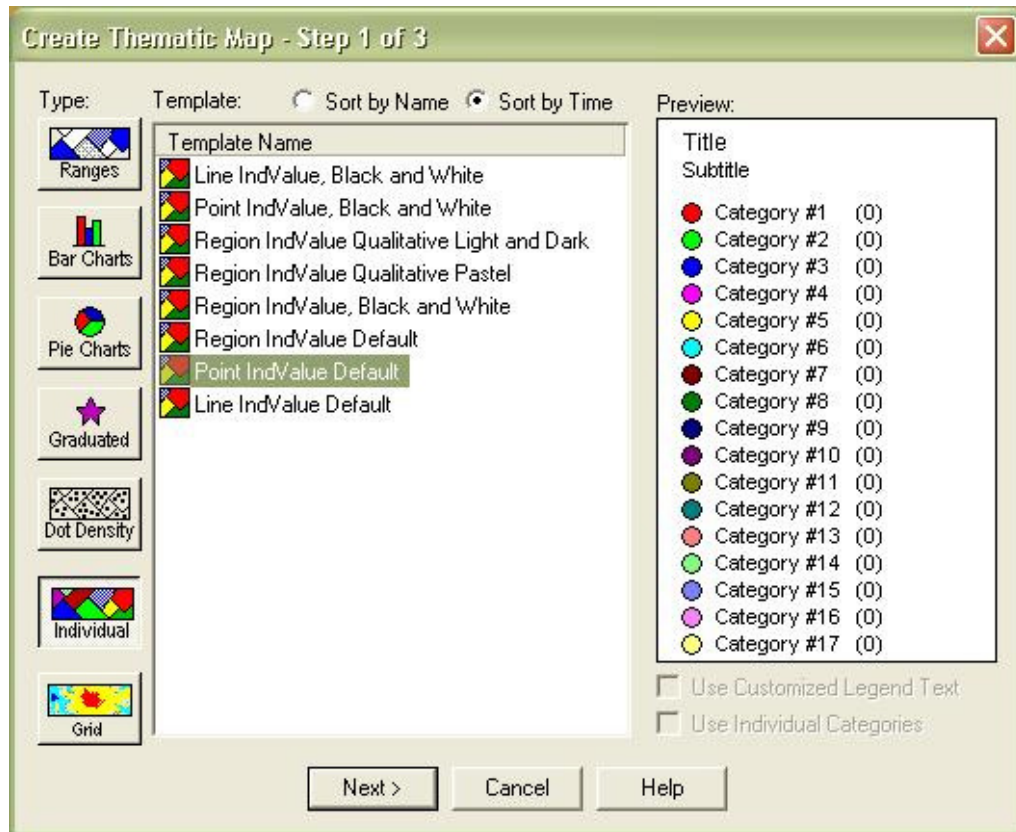 Create Thematic Map - Step 1 of 3
Type:
Ranges
Bar Charts
Pie Charts
Graduated
Dot Density
Individual
Grid
Template:
Sort by Name
Sort by Time
Template Name
Line IndValue, Black and White
Point IndValue, Black and White
Region IndValue Qualitative Light and Dark
Region IndValue Qualitative Pastel
Region IndValue, Black and White
Region IndValue Default
Point IndValue Default
Line IndValue Default
Preview:
Title
Subtitle
Category #1 (0)
Category #2 (0)
Category #3 (0)
Category #4 (0)
Category #5 (0)
Category #6 (0)
Category #7 (0)
Category #8 (0)
Category #9 (0)
Category #10 (0)
Category #11 (0)
Category #12 (0)
Category #13 (0)
Category #14 (0)
Category #15 (0)
Category #16 (0)
Category #17 (0)
Use Customized Legend Text
Use Individual Categories
Next >
Cancel
Help